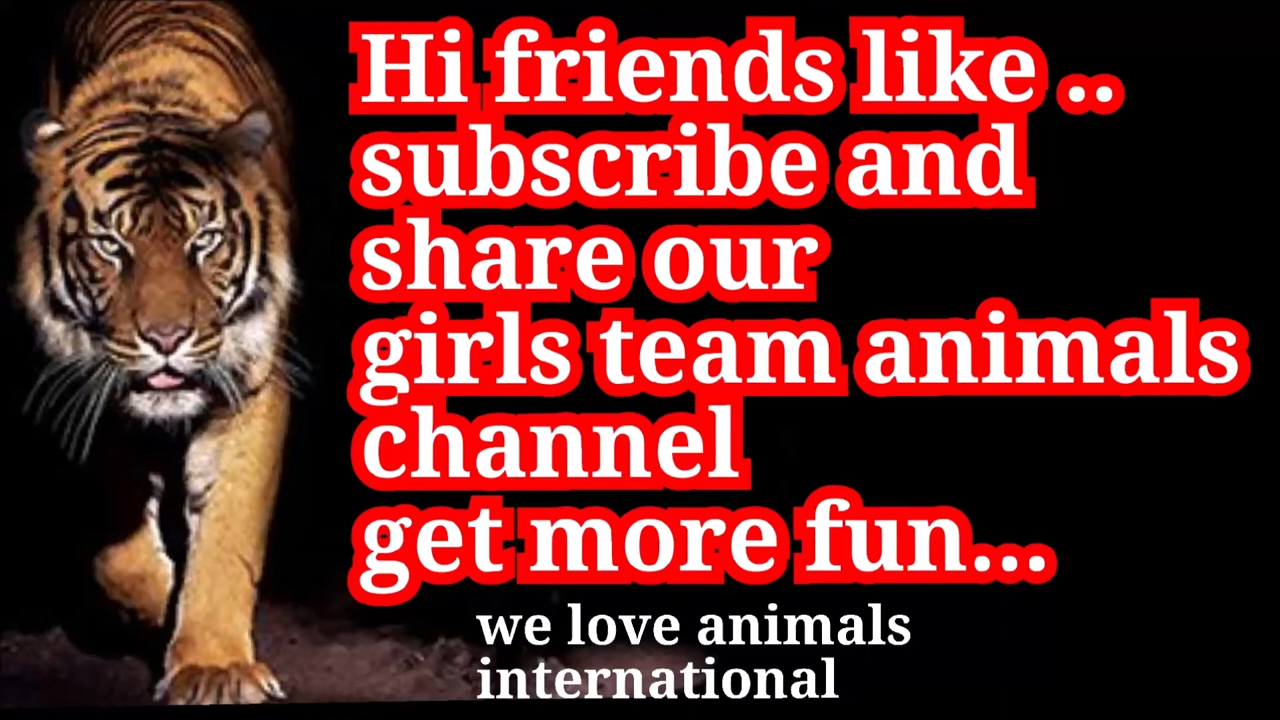 Hi friends like ..
subscribe and
share our
girls team animals
channel
get more fun...
we love animals
international